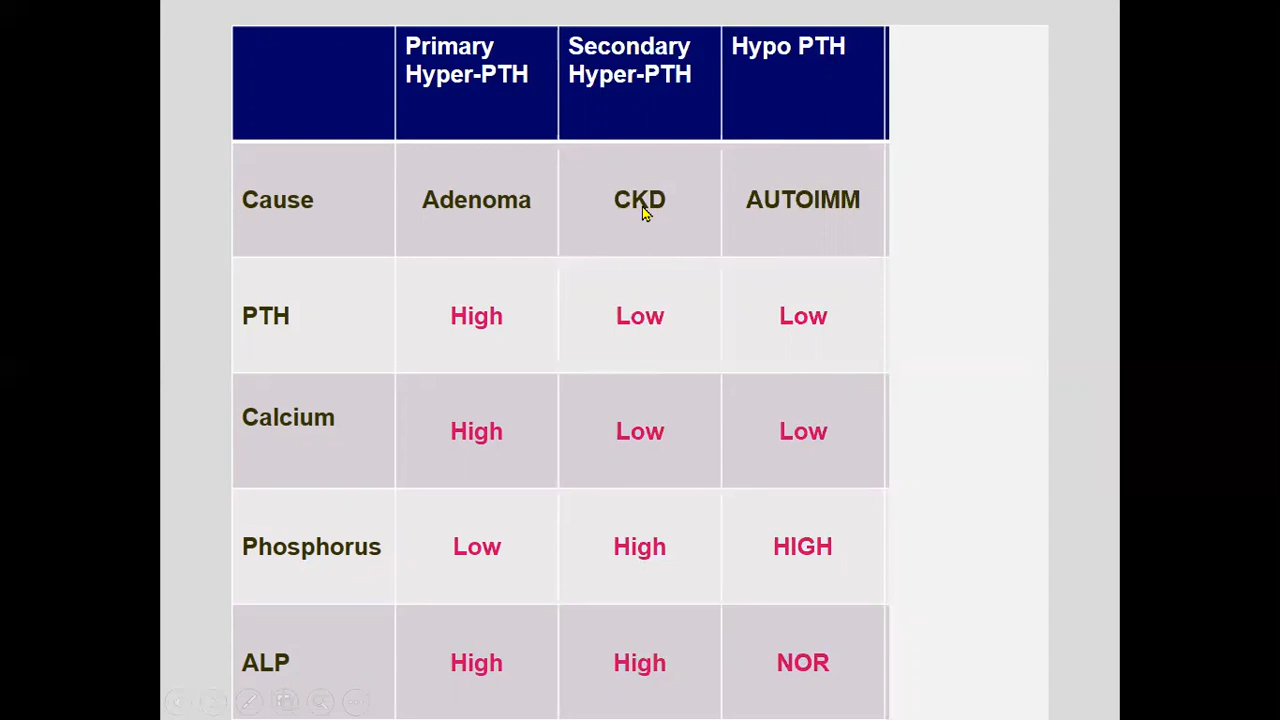 Primary
Hyper-PTH
Secondary
Hyper-PTH
Hypo PTH
Cause
Adenoma
CKD
AUTOIMM
PTH
High
Low
Low
Calcium
High
Low
Low
Phosphorus
Low
High
HIGH
ALP
High
High
NOR